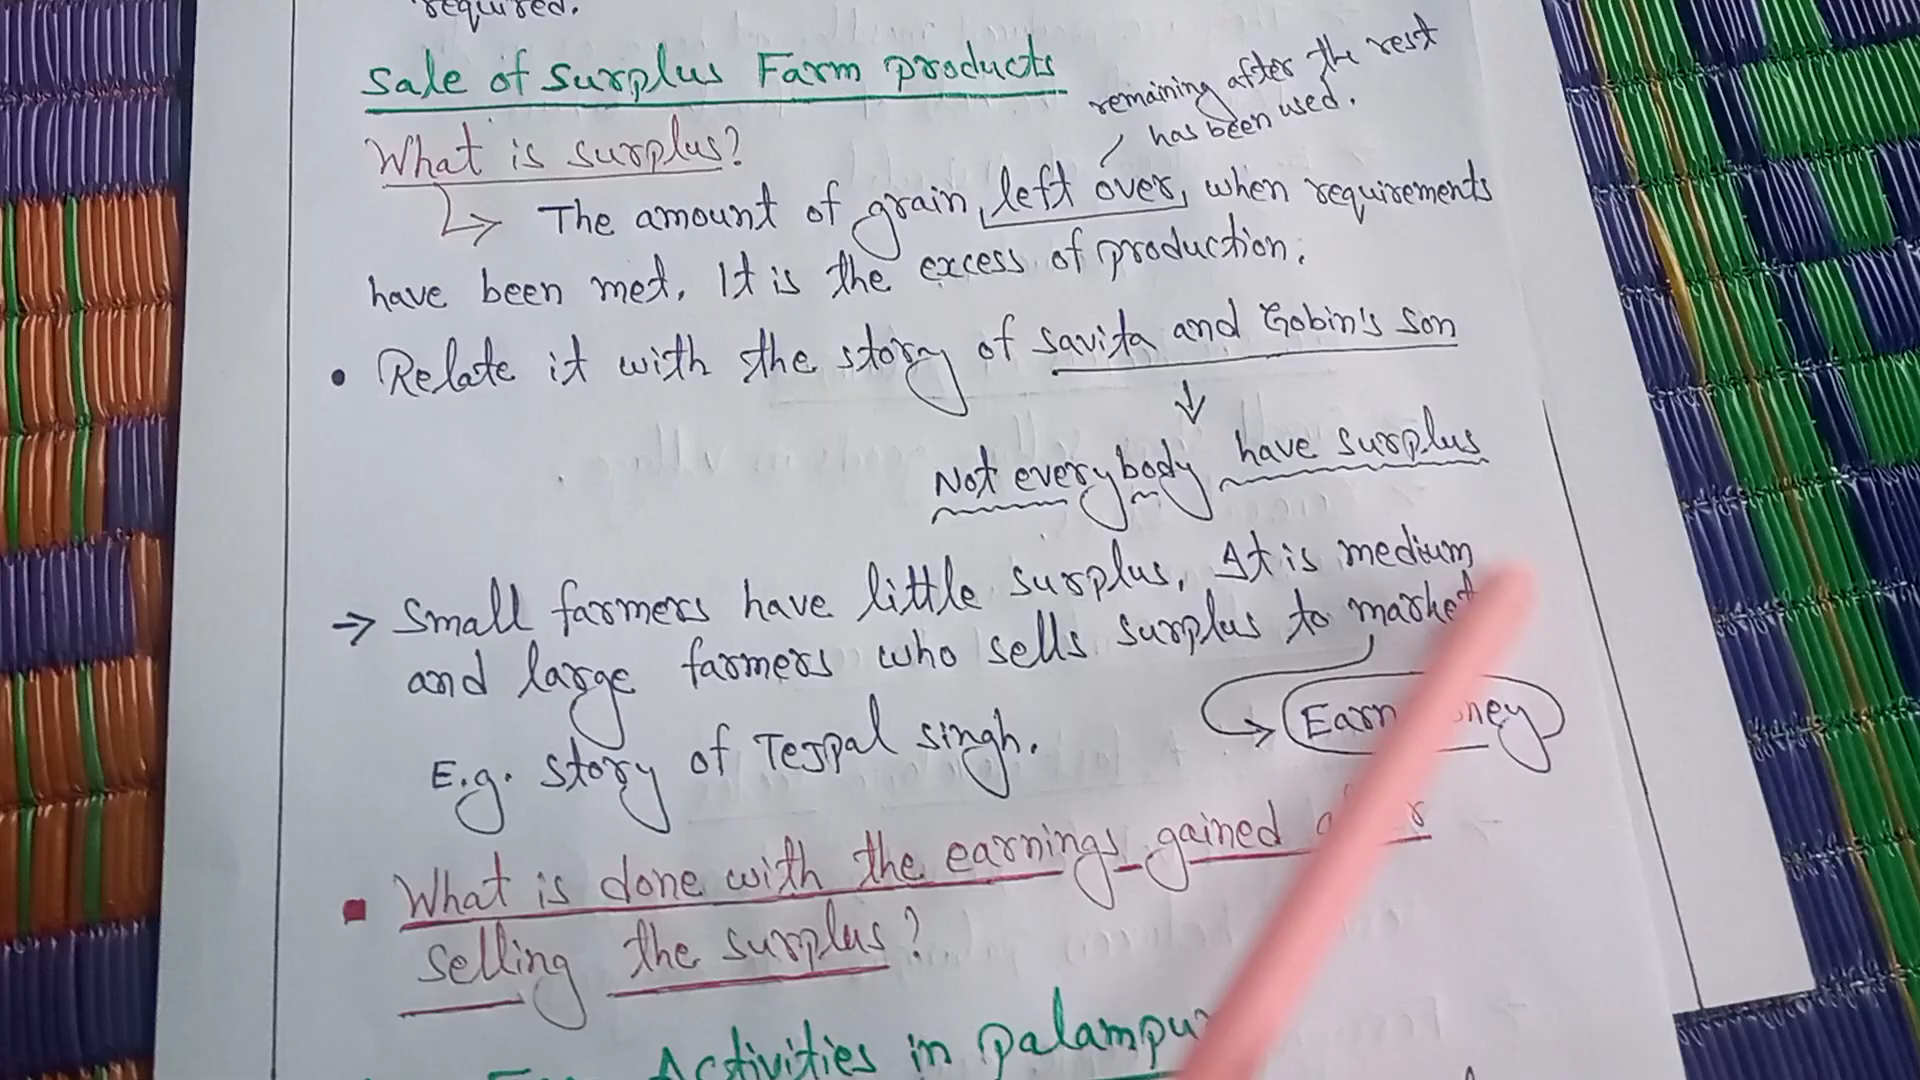 required.
Sale of Surplus Farm products
remaining after the rest
has been used.
What is surplus?
The amount of grain, left over, when requirements
have been met. It is the excess of production.
• Relate it with the story of Savita and Gobin's son
Not everybody have surplus
→ Small farmers have little surplus. It is medium
and large farmers who sells surplus to market
Earn
E.g. story of Tejpal singh.
What is done with the earnings gained
selling the surplus?
Activities in Palampur